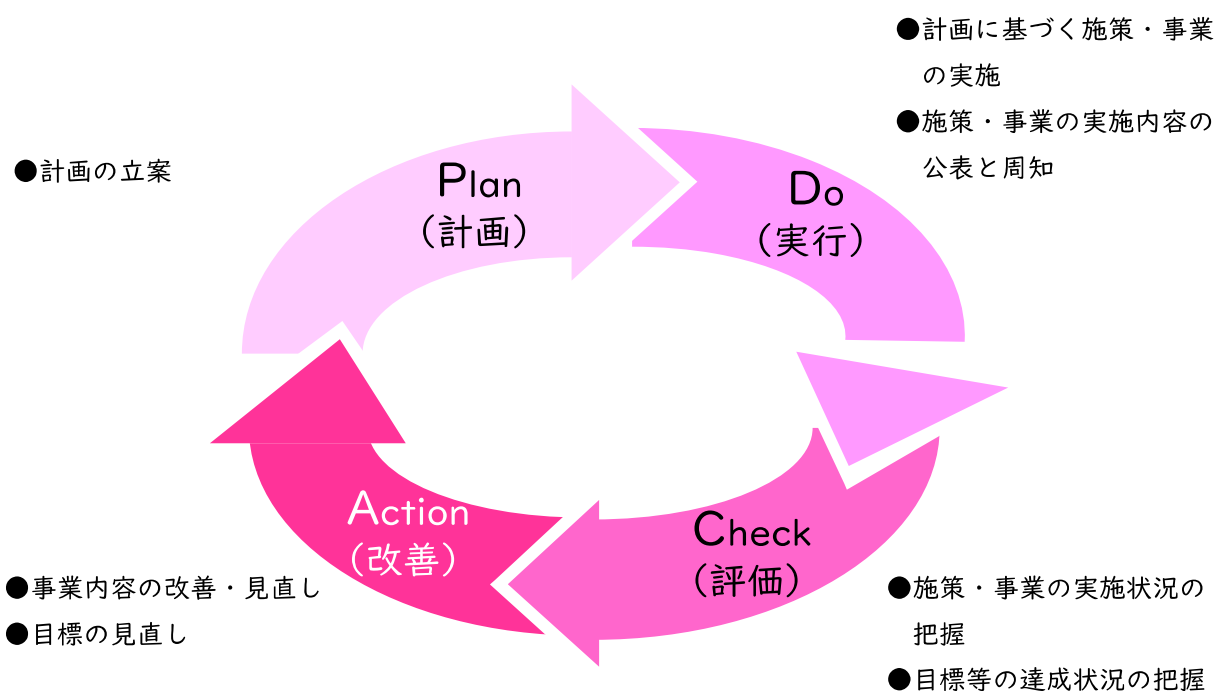 ●計画に基づく施策・事業
の実施
●施策・事業の実施内容の
公表と周知
●計画の立案
Plan
（計画）
Do
（実行）
Action
（改善）
Check
（評価）
●事業内容の改善・見直し
●目標の見直し
●施策・事業の実施状況の
把握
●目標等の達成状況の把握